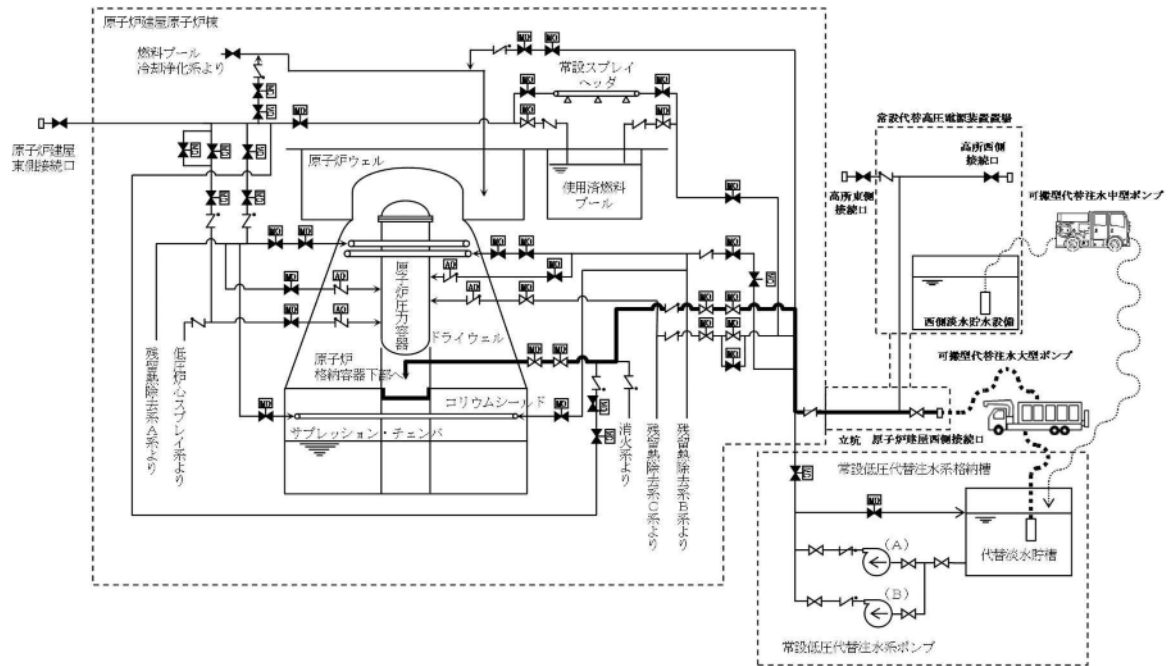 原子炉建屋原子炉棟
燃料プール
冷却浄化系より
常設スプレイ
ヘッダ
原子炉建屋
東側接続口
原子炉ウェル
使用済燃料
プール
常設代替高圧電源装置置場
高所西側
接続口
高所東側
接続口
可搬型代替注水中型ポンプ
西側淡水貯水設備
原子炉圧力容器
ドライウェル
原子炉
格納容器下部へ
コリウムシールド
サプレッション・チェンバ
残留熱除去系A系より
低圧炉心スプレイ系より
消火系より
残留熱除去系C系より
残留熱除去系B系より
可搬型代替注水大型ポンプ
立坑
原子炉建屋西側接続口
常設低圧代替注水系格納槽
(A)
(B)
代替淡水貯槽
常設低圧代替注水系ポンプ
MO
AO